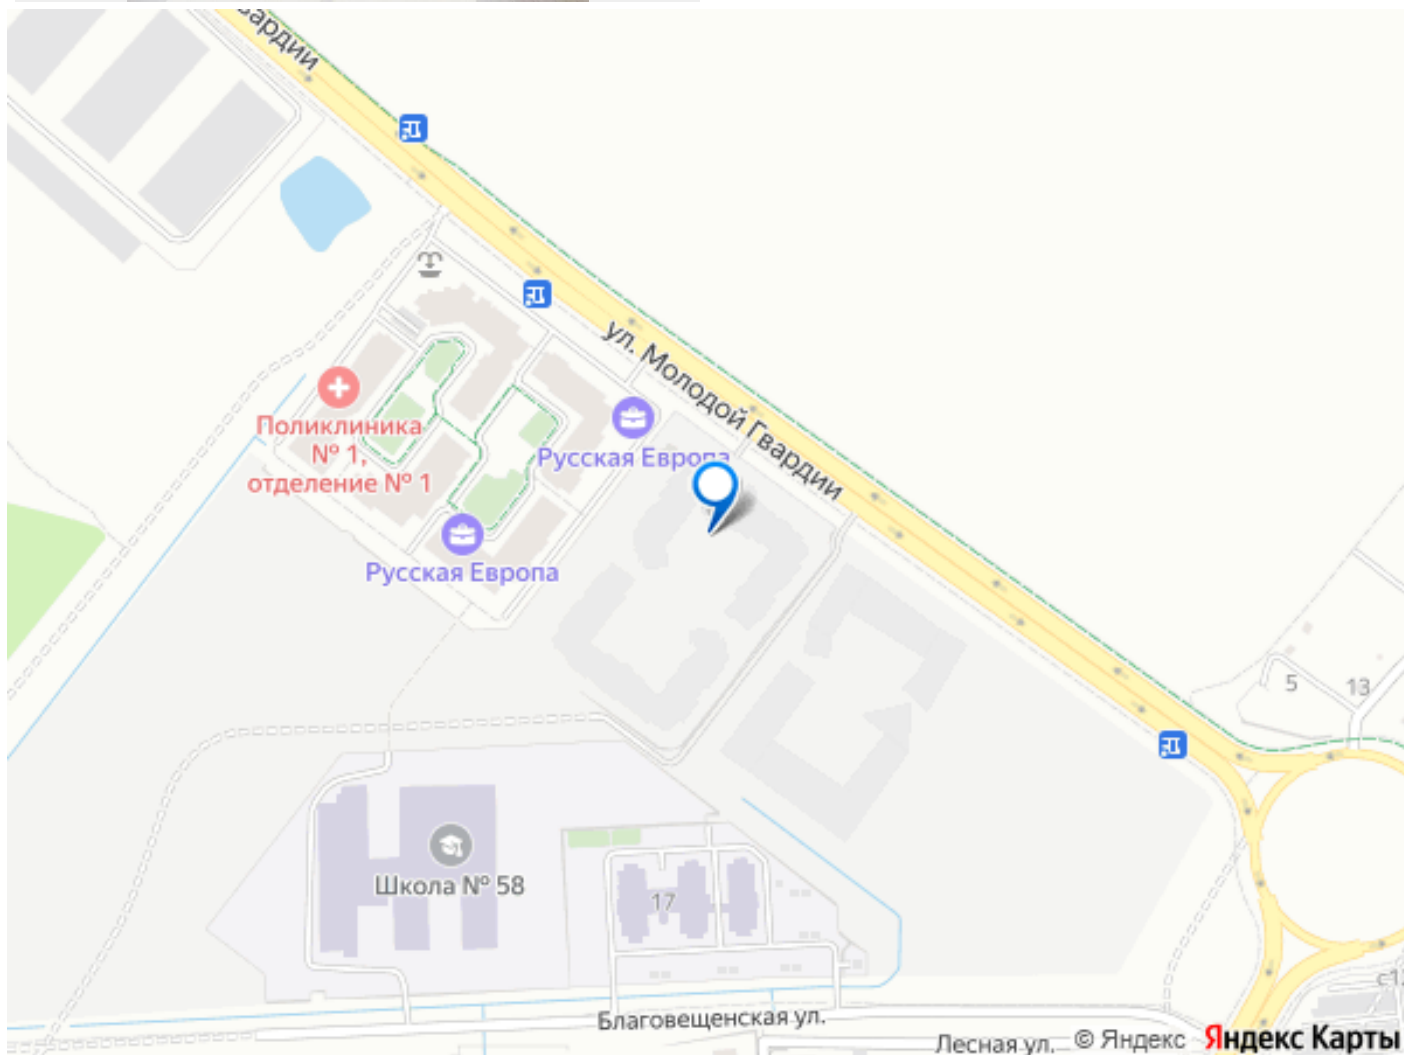 ул. Молодой Гвардии
Поликлиника
№ 1,
отделение № 1
Русская Европа
Русская Европа
5
13
Школа № 58
17
Благовещенская ул.
Лесная ул.
© Яндекс Яндекс Карты